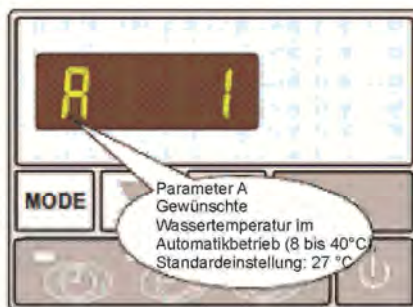 A 1
MODE
Parameter A
Gewünschte
Wassertemperatur im
Automatikbetrieb (8 bis 40°C)
Standardeinstellung: 27 °C